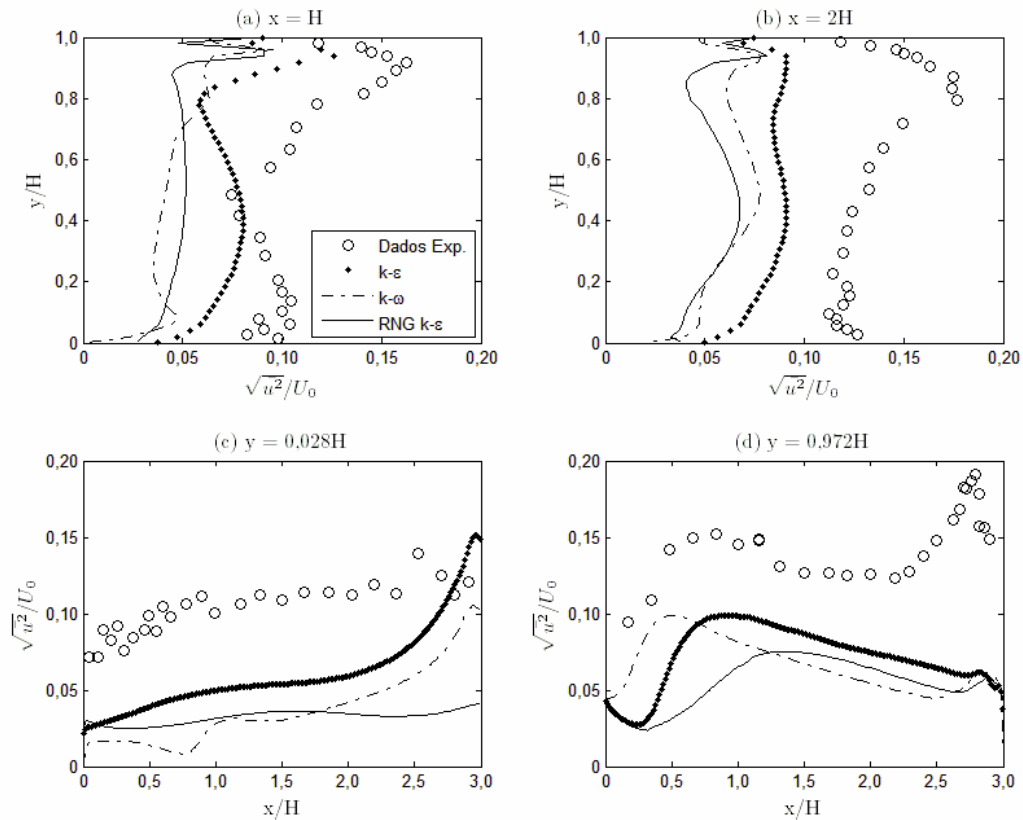 (a) x = H
1,0
0,8
0,6
0,4
0,2
0
y/H
0 0,05 0,10 0,15 0,20
√u²/U₀
Dados Exp.
k-ε
k-ω
RNG k-ε
(b) x = 2H
1,0
0,8
0,6
0,4
0,2
0
y/H
0 0,05 0,10 0,15 0,20
√u²/U₀
(c) y = 0,028H
0,20
0,15
0,10
0,05
0
√u²/U₀
0 0,5 1,0 1,5 2,0 2,5 3,0
x/H
(d) y = 0,972H
0,20
0,15
0,10
0,05
0
√u²/U₀
0 0,5 1,0 1,5 2,0 2,5 3,0
x/H